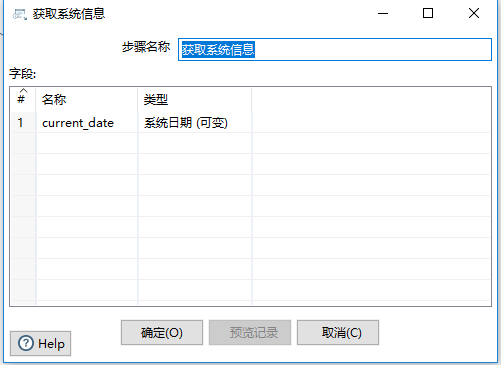 获取系统信息
步骤名称 获取系统信息
字段:
# 名称 类型
1 current_date 系统日期 (可变)
确定(O) 预览记录 取消(C)
? Help